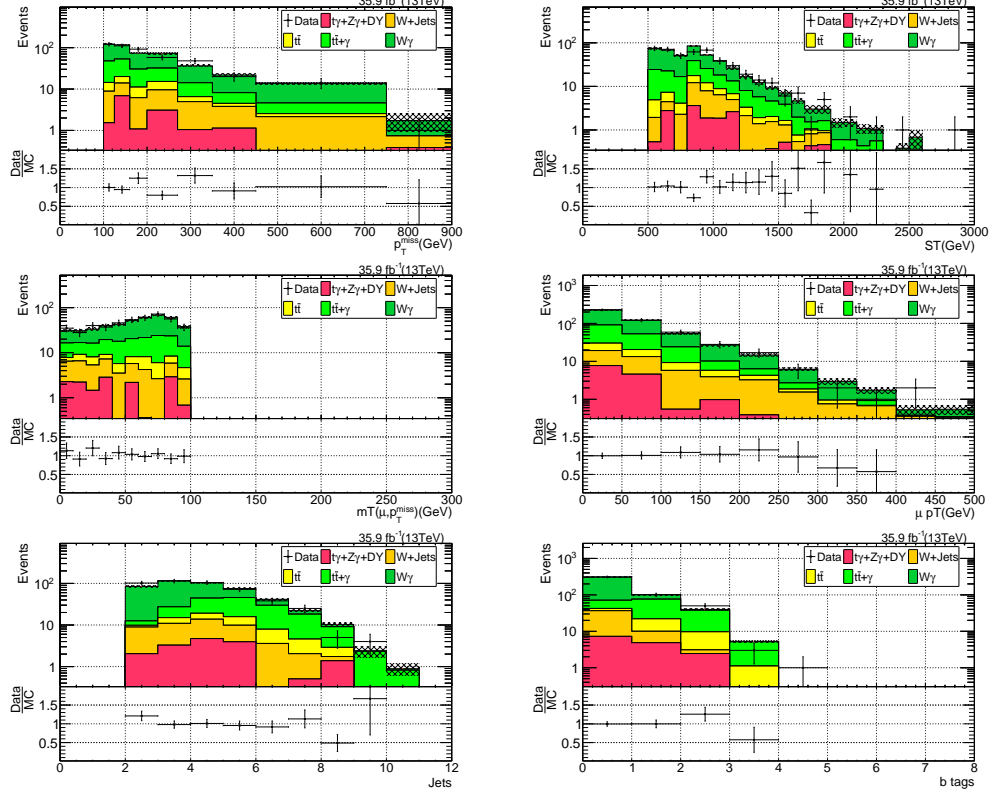 35.9 fb⁻¹(13TeV)
Events
Data tγ+Zγ+DY W+Jets
tt̄ tt̄+γ Wγ
10²
10
1
Data
MC
1.5
1
0.5
0 100 200 300 400 500 600 700 800 900
p_T^miss(GeV)
35.9 fb⁻¹(13TeV)
Events
Data tγ+Zγ+DY W+Jets
tt̄ tt̄+γ Wγ
10²
10
1
Data
MC
1.5
1
0.5
0 500 1000 1500 2000 2500 3000
ST(GeV)
35.9 fb⁻¹(13TeV)
Events
Data tγ+Zγ+DY W+Jets
tt̄ tt̄+γ Wγ
10²
10
1
Data
MC
1.5
1
0.5
0 50 100 150 200 250 300
mT(μ,p_T^miss)(GeV)
35.9 fb⁻¹(13TeV)
Events
Data tγ+Zγ+DY W+Jets
tt̄ tt̄+γ Wγ
10³
10²
10
1
Data
MC
1.5
1
0.5
0 50 100 150 200 250 300 350 400 450 500
μ pT(GeV)
35.9 fb⁻¹(13TeV)
Events
Data tγ+Zγ+DY W+Jets
tt̄ tt̄+γ Wγ
10²
10
1
Data
MC
1.5
1
0.5
0 2 4 6 8 10 12
Jets
35.9 fb⁻¹(13TeV)
Events
Data tγ+Zγ+DY W+Jets
tt̄ tt̄+γ Wγ
10³
10²
10
1
Data
MC
1.5
1
0.5
0 1 2 3 4 5 6 7 8
b tags